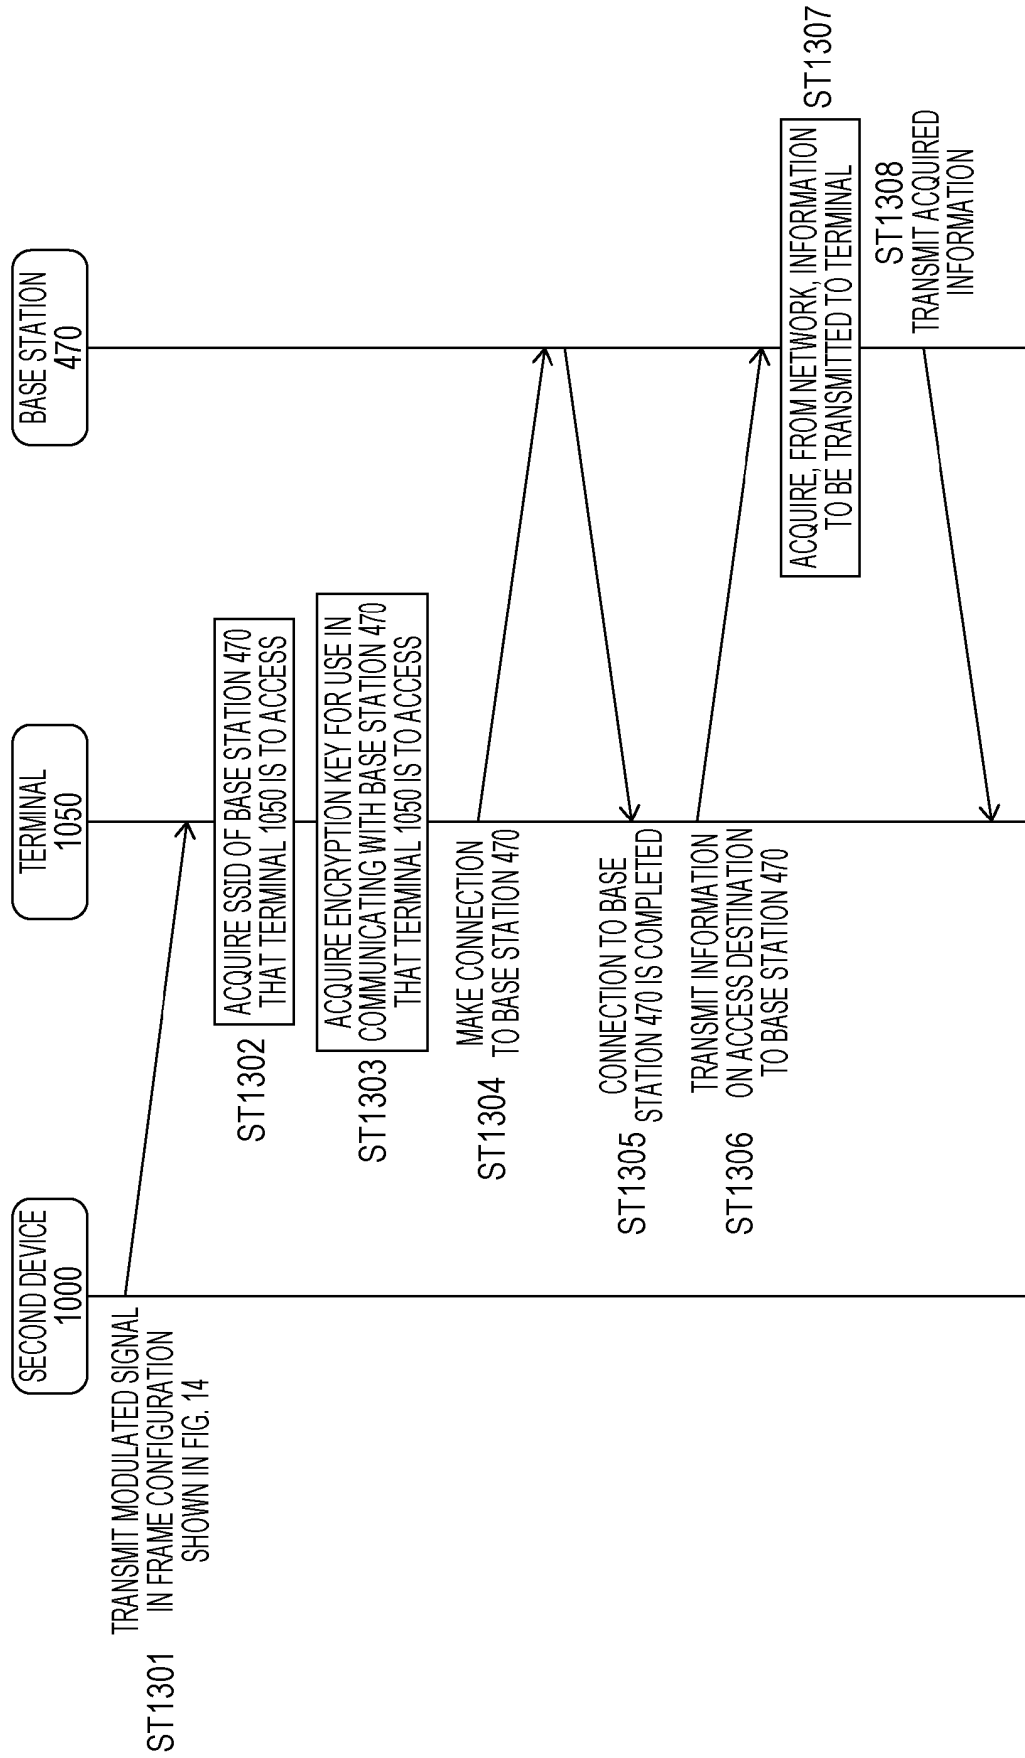 SECOND DEVICE
1000
TERMINAL
1050
BASE STATION
470
ST1301
TRANSMIT MODULATED SIGNAL
IN FRAME CONFIGURATION
SHOWN IN FIG. 14
ST1302
ACQUIRE SSID OF BASE STATION 470
THAT TERMINAL 1050 IS TO ACCESS
ST1303
ACQUIRE ENCRYPTION KEY FOR USE IN
COMMUNICATING WITH BASE STATION 470
THAT TERMINAL 1050 IS TO ACCESS
ST1304
MAKE CONNECTION
TO BASE STATION 470
ST1305
CONNECTION TO BASE
STATION 470 IS COMPLETED
ST1306
TRANSMIT INFORMATION
ON ACCESS DESTINATION
TO BASE STATION 470
ACQUIRE, FROM NETWORK, INFORMATION
TO BE TRANSMITTED TO TERMINAL
ST1307
ST1308
TRANSMIT ACQUIRED
INFORMATION